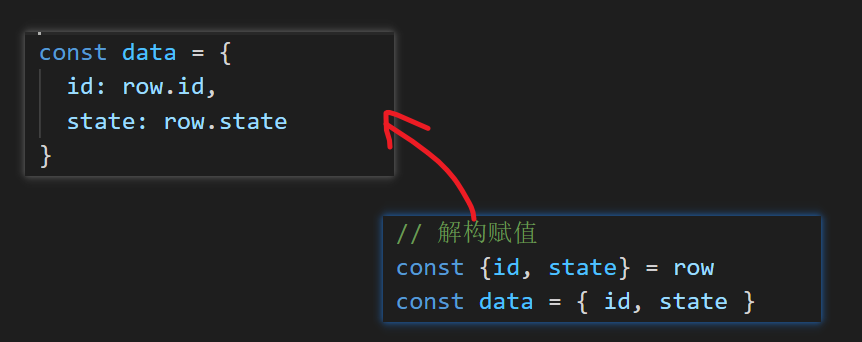 const data = {
id: row.id,
state: row.state
}
// 解构赋值
const {id, state} = row
const data = { id, state }